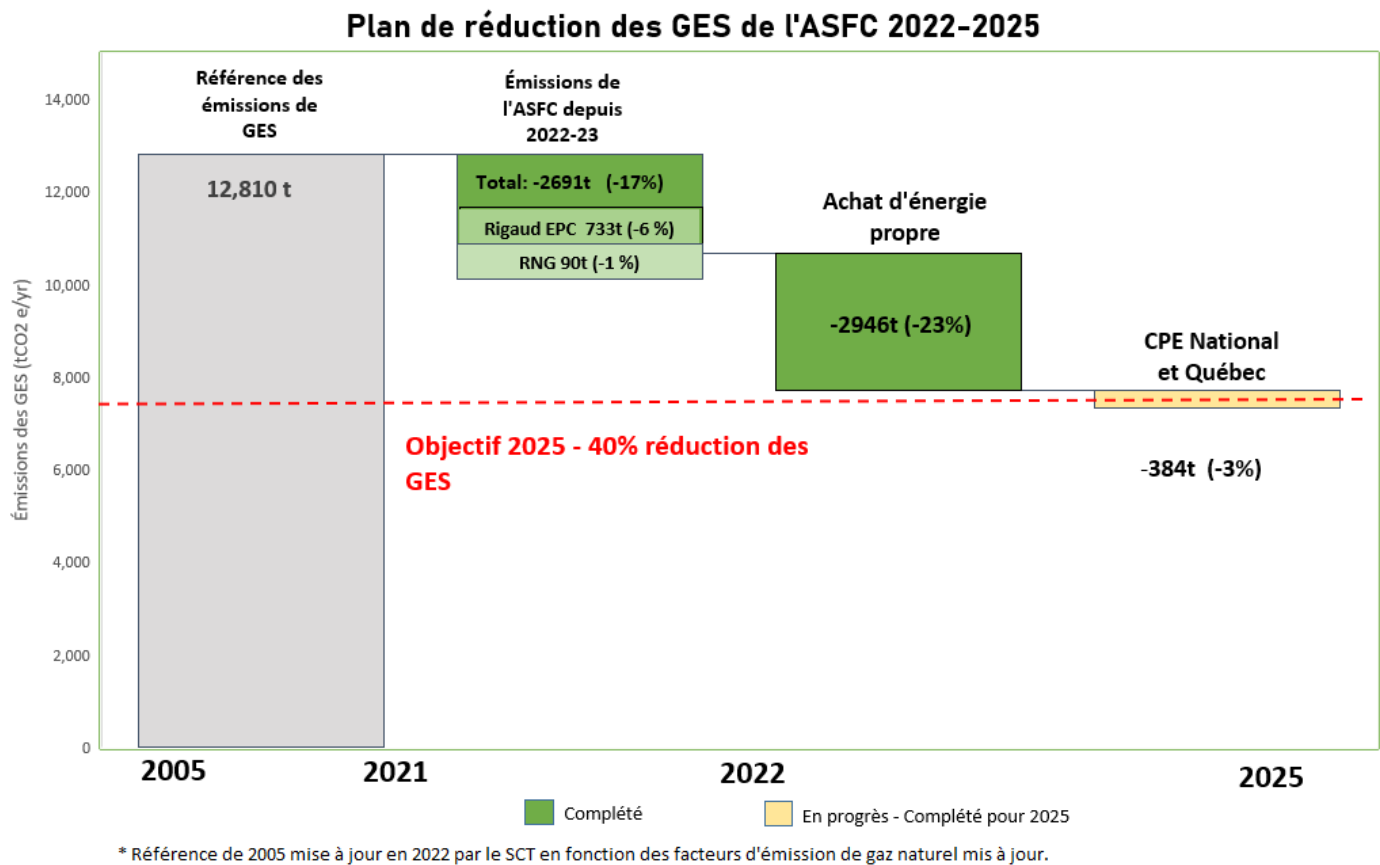 Plan de réduction des GES de l'ASFC 2022-2025
Référence des
émissions de
GES
Émissions de
l'ASFC depuis
2022-23
14,000
12,000
10,000
8,000
6,000
4,000
2,000
0
Émissions des GES (tCO2 e/yr)
12,810 t
Total: -2691t (-17%)
Rigaud EPC 733t (-6 %)
RNG 90t (-1 %)
Achat d'énergie
propre
-2946t (-23%)
CPE National
et Québec
-384t (-3%)
Objectif 2025 - 40% réduction des
GES
2005
2021
2022
2025
Complété
En progrès - Complété pour 2025
* Référence de 2005 mise à jour en 2022 par le SCT en fonction des facteurs d'émission de gaz naturel mis à jour.